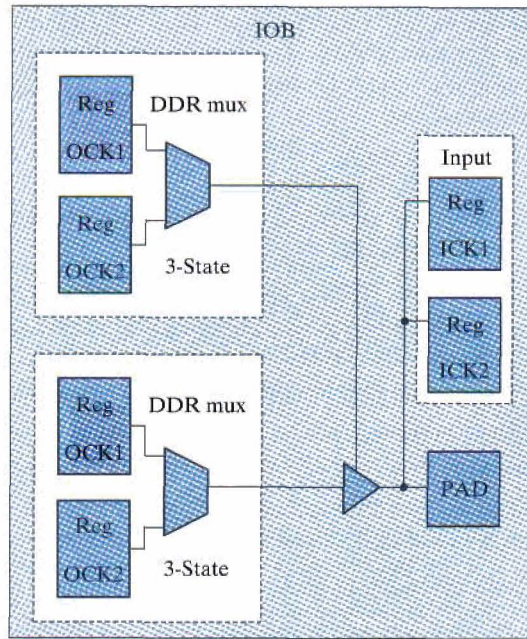 IOB
Reg
OCK1
DDR mux
Reg
OCK2
3-State
Input
Reg
ICK1
Reg
ICK2
Reg
OCK1
DDR mux
Reg
OCK2
3-State
PAD